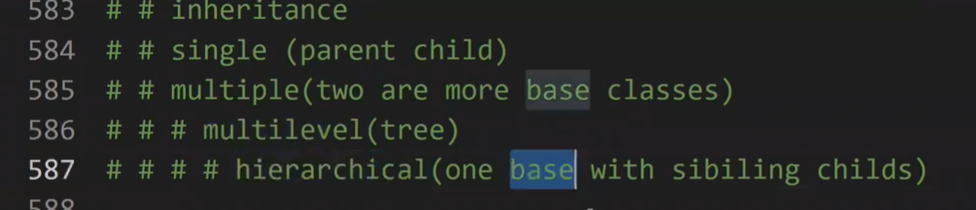 583 # # inheritance
584 # # single (parent child)
585 # # multiple(two are more base classes)
586 # # # multilevel(tree)
587 # # # # hierarchical(one base with sibiling childs)
588